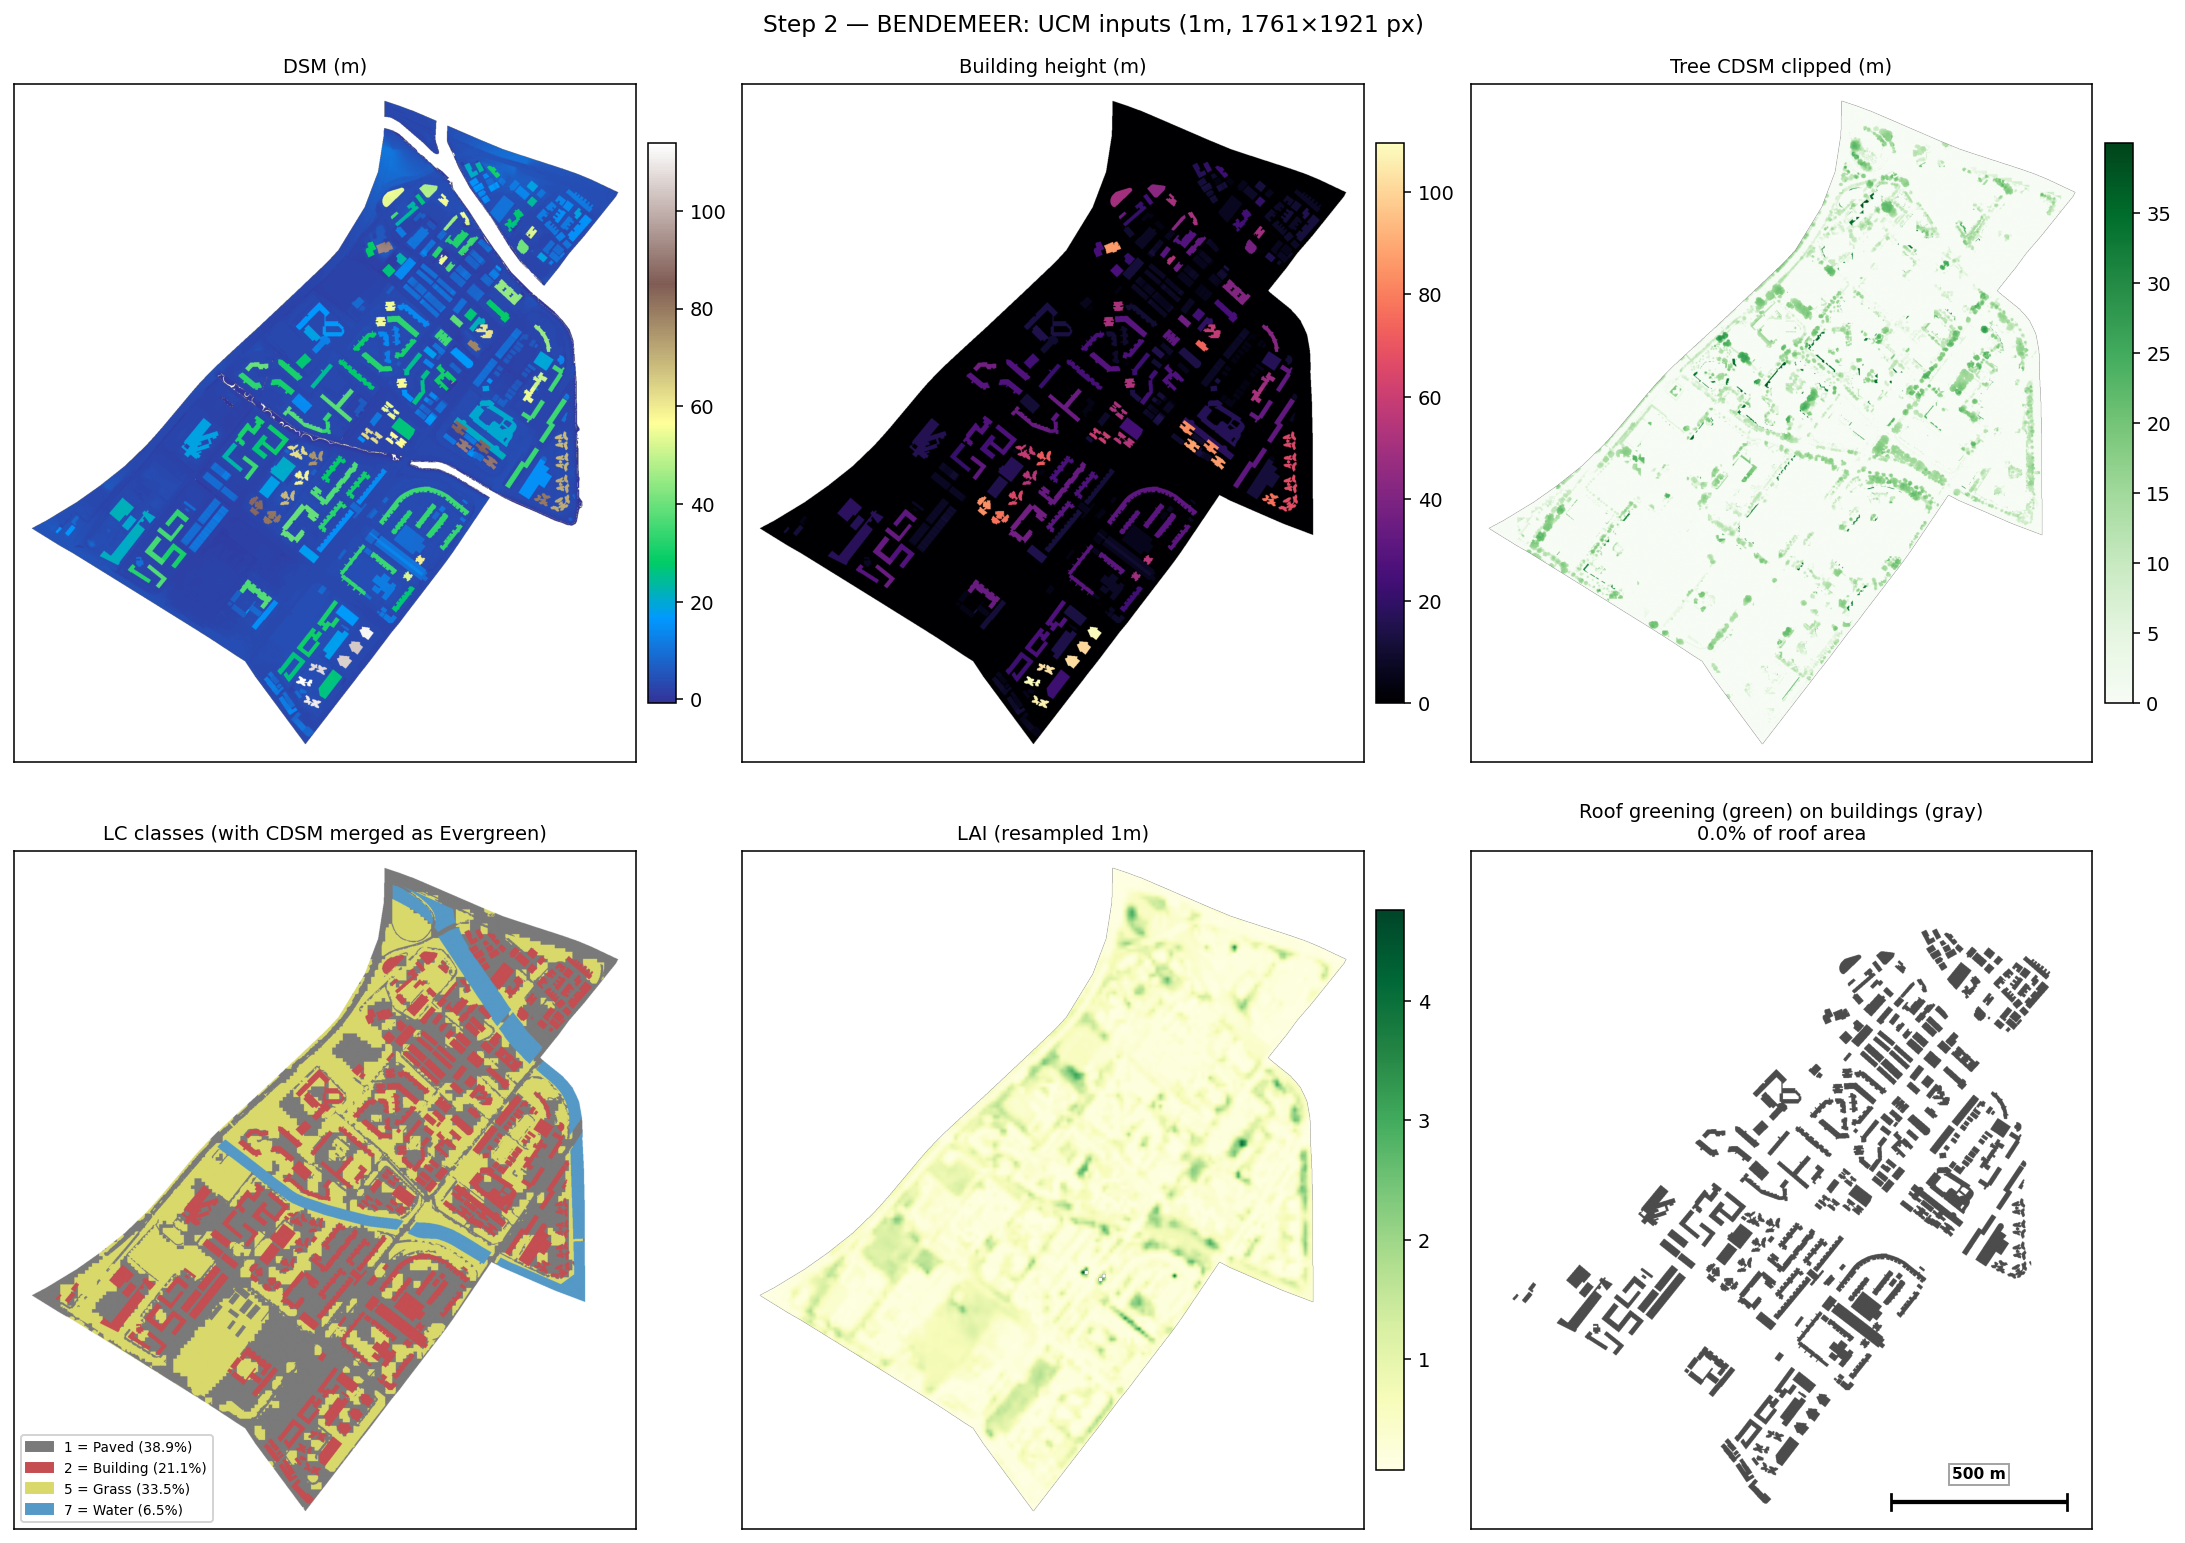 Step 2 — BENDEMEER: UCM inputs (1m, 1761×1921 px)
DSM (m)
100
80
60
40
20
0
Building height (m)
100
80
60
40
20
0
Tree CDSM clipped (m)
35
30
25
20
15
10
5
0
LC classes (with CDSM merged as Evergreen)
1 = Paved (38.9%)
2 = Building (21.1%)
5 = Grass (33.5%)
7 = Water (6.5%)
LAI (resampled 1m)
4
3
2
1
Roof greening (green) on buildings (gray)
0.0% of roof area
500 m